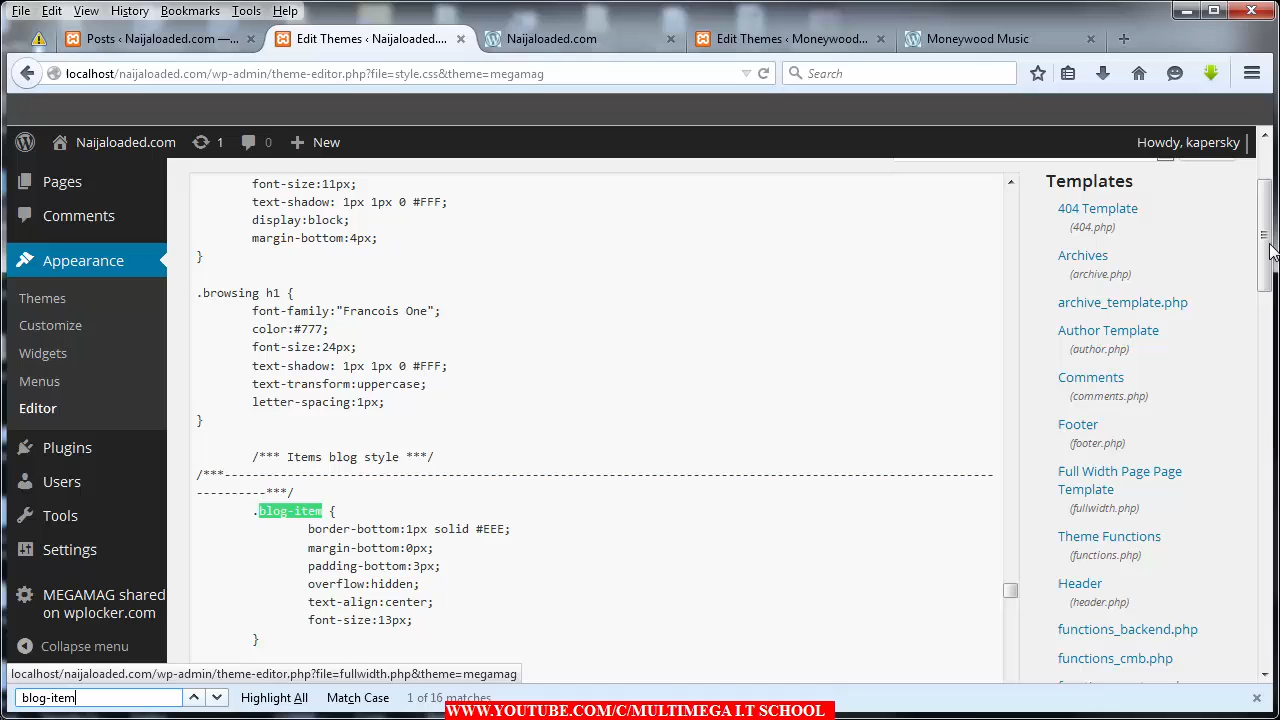 File Edit View History Bookmarks Tools Help
Posts ‹ Naijaloaded.com —... × Edit Themes ‹ Naijaloaded.... × Naijaloaded.com × Edit Themes ‹ Moneywood... × Moneywood Music × +
localhost/naijaloaded.com/wp-admin/theme-editor.php?file=style.css&theme=megamag Search
Naijaloaded.com 1 0 + New Howdy, kapersky
Pages
Comments
Appearance
Themes
Customize
Widgets
Menus
Editor
Plugins
Users
Tools
Settings
MEGAMAG shared
on wplocker.com
Collapse menu
font-size:11px;
text-shadow: 1px 1px 0 #FFF;
display:block;
margin-bottom:4px;
}
.browsing h1 {
font-family:"Francois One";
color:#777;
font-size:24px;
text-shadow: 1px 1px 0 #FFF;
text-transform:uppercase;
letter-spacing:1px;
}
/*** Items blog style ***/
/***--------------------------------------------------------------------------------------------------------------
----------***/
.blog-item {
border-bottom:1px solid #EEE;
margin-bottom:0px;
padding-bottom:3px;
overflow:hidden;
text-align:center;
font-size:13px;
}
Templates
404 Template
(404.php)
Archives
(archive.php)
archive_template.php
Author Template
(author.php)
Comments
(comments.php)
Footer
(footer.php)
Full Width Page Page
Template
(fullwidth.php)
Theme Functions
(functions.php)
Header
(header.php)
functions_backend.php
functions_cmb.php
localhost/naijaloaded.com/wp-admin/theme-editor.php?file=fullwidth.php&theme=megamag
blog-item Highlight All Match Case 1 of 16 matches
WWW.YOUTUBE.COM/C/MULTIMEGA I.T SCHOOL